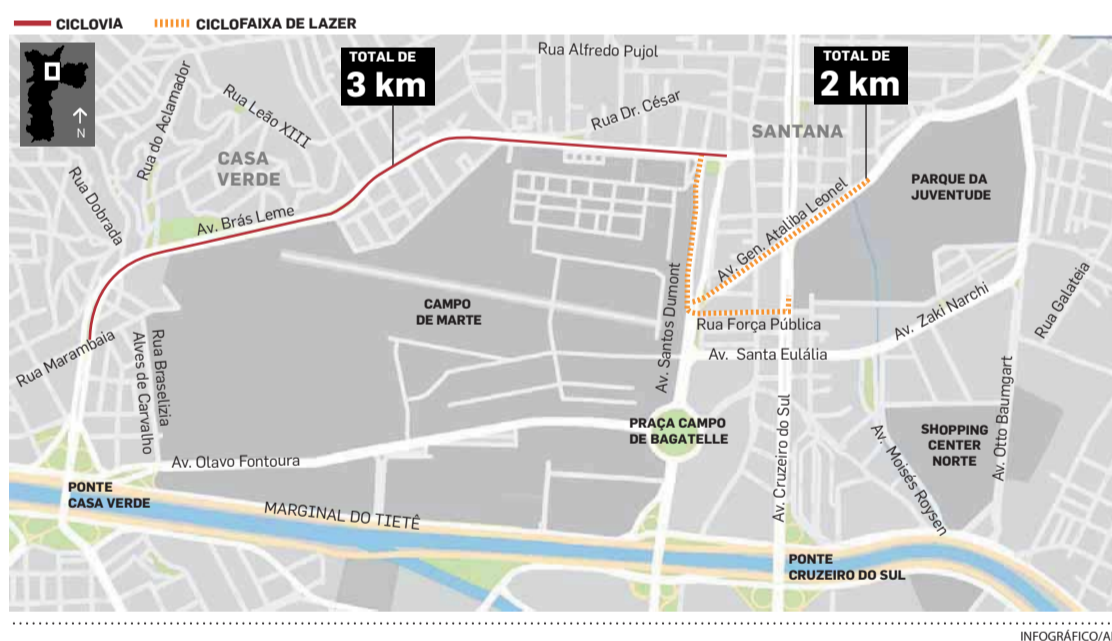 CICLOVIA
CICLOFAIXA DE LAZER
N
TOTAL DE
3 km
TOTAL DE
2 km
Rua Alfredo Pujol
Rua Dr. César
Rua do Aclamador
Rua Leão XIII
CASA
VERDE
SANTANA
PARQUE DA
JUVENTUDE
Rua Dobrada
Av. Brás Leme
Av. Gen. Ataliba Leonel
CAMPO
DE MARTE
Av. Santos Dumont
Rua Força Pública
Av. Zaki Narchi
Rua Galateia
Rua Marambaia
Rua Braselizia
Alves de Carvalho
Av. Santa Eulália
Av. Otto Baumgart
PRAÇA CAMPO
DE BAGATELLE
Av. Cruzeiro do Sul
SHOPPING
CENTER
NORTE
Av. Moisés Roysen
Av. Olavo Fontoura
PONTE
CASA VERDE
MARGINAL DO TIETÊ
PONTE
CRUZEIRO DO SUL